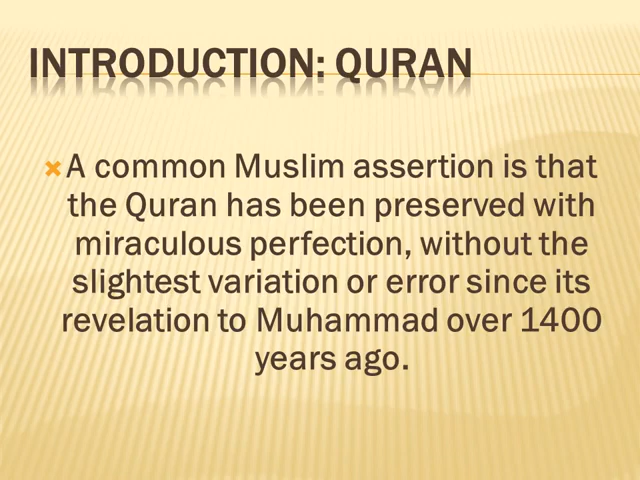 INTRODUCTION: QURAN
A common Muslim assertion is that
the Quran has been preserved with
miraculous perfection, without the
slightest variation or error since its
revelation to Muhammad over 1400
years ago.